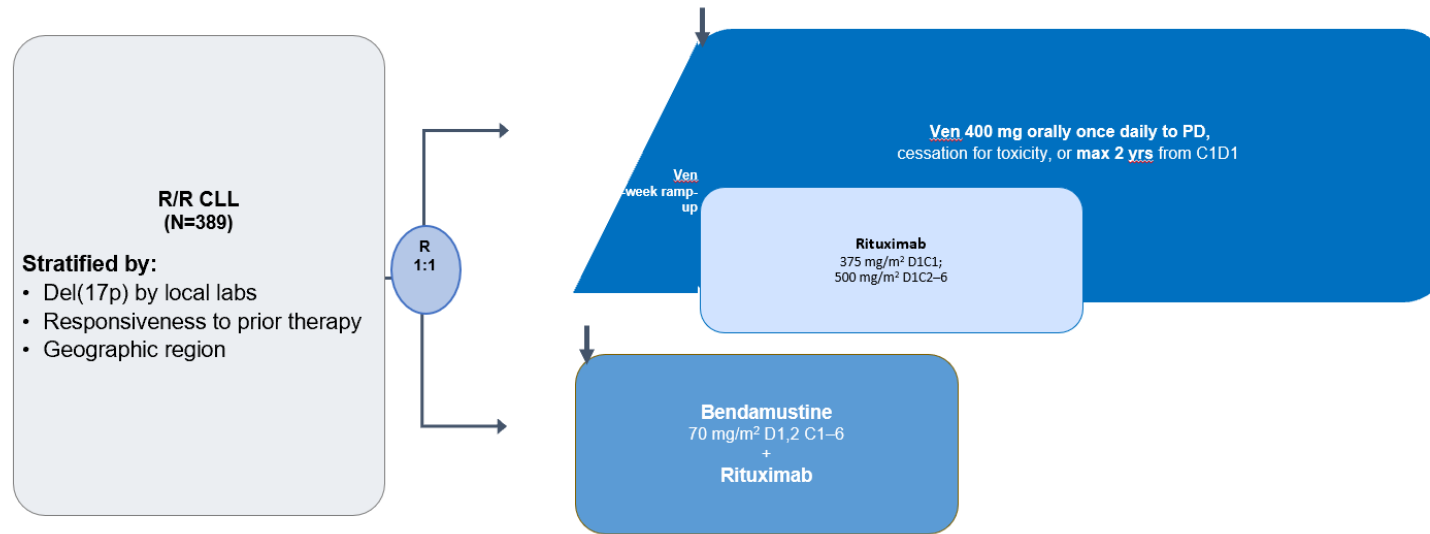 R/R CLL
(N=389)
Stratified by:
• Del(17p) by local labs
• Responsiveness to prior therapy
• Geographic region
R
1:1
Ven
-week ramp-
up
Ven 400 mg orally once daily to PD,
cessation for toxicity, or max 2 yrs from C1D1
Rituximab
375 mg/m² D1C1;
500 mg/m² D1C2–6
Bendamustine
70 mg/m² D1,2 C1–6
+
Rituximab